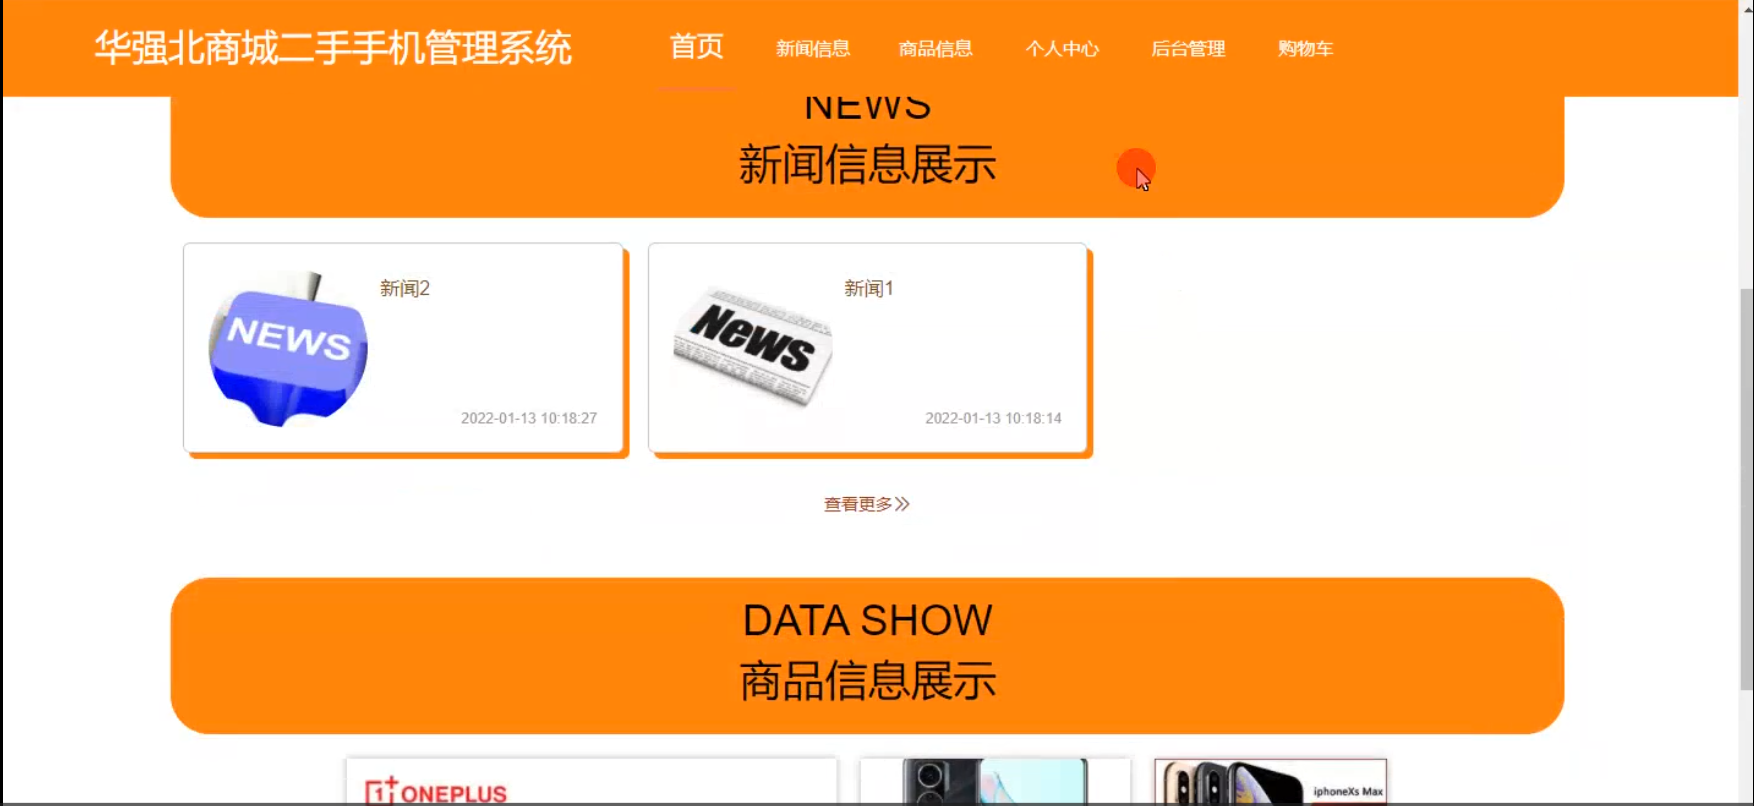 华强北商城二手手机管理系统
首页
新闻信息
商品信息
个人中心
后台管理
购物车
NEWS
新闻信息展示
NEWS
新闻2
2022-01-13 10:18:27
News
新闻1
2022-01-13 10:18:14
查看更多
DATA SHOW
商品信息展示
1+ ONEPLUS
iphoneXs Max